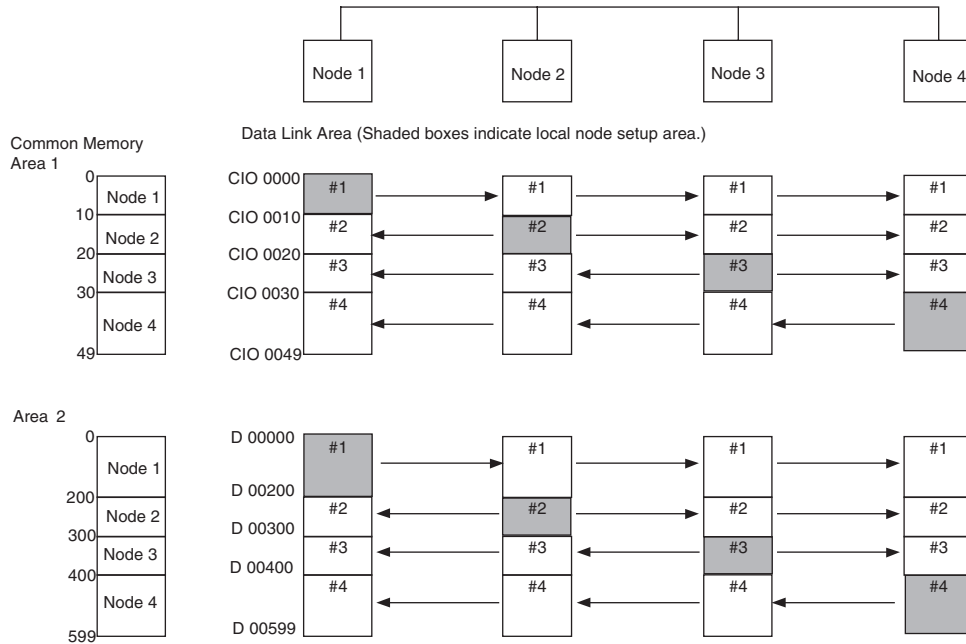 Node 1 Node 2 Node 3 Node 4
Data Link Area (Shaded boxes indicate local node setup area.)
Common Memory
Area 1
0 Node 1 CIO 0000 #1 #1 #1 #1
10 Node 2 CIO 0010 #2 #2 #2 #2
20 Node 3 CIO 0020 #3 #3 #3 #3
30 Node 4 CIO 0030 #4 #4 #4 #4
49 CIO 0049
Area 2
0 Node 1 D 00000 #1 #1 #1 #1
200 Node 2 D 00200 #2 #2 #2 #2
300 Node 3 D 00300 #3 #3 #3 #3
400 Node 4 D 00400 #4 #4 #4 #4
599 D 00599